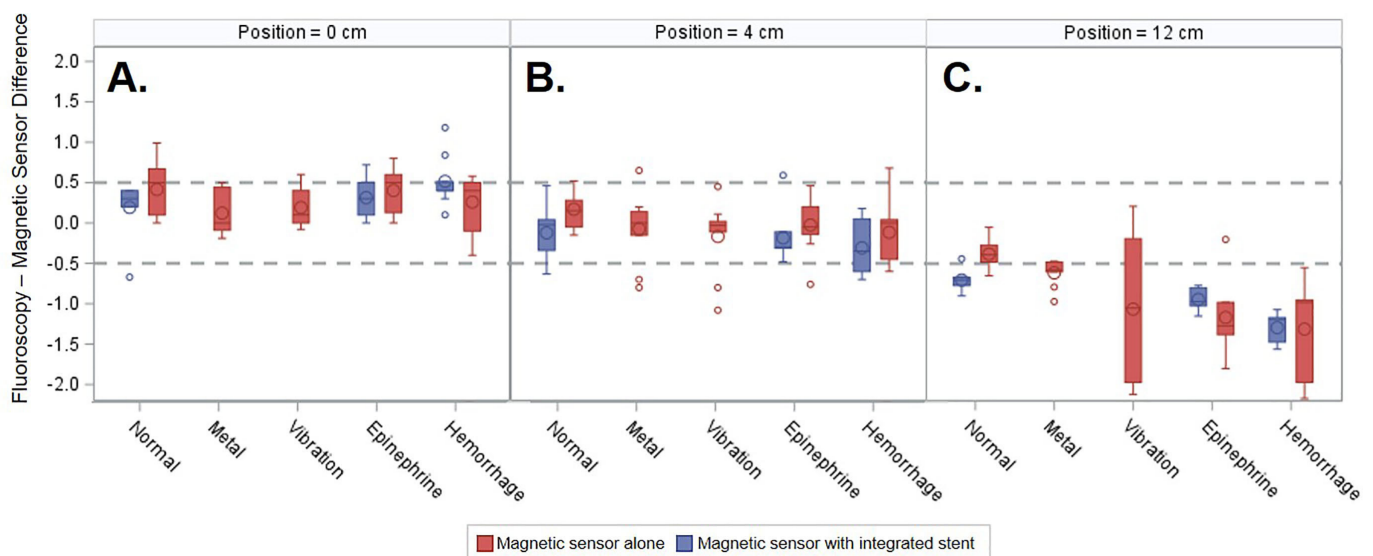 Position = 0 cm
Position = 4 cm
Position = 12 cm
Fluoroscopy – Magnetic Sensor Difference
2.0
1.5
1.0
0.5
0.0
-0.5
-1.0
-1.5
-2.0
A.
B.
C.
Normal
Metal
Vibration
Epinephrine
Hemorrhage
Normal
Metal
Vibration
Epinephrine
Hemorrhage
Normal
Metal
Vibration
Epinephrine
Hemorrhage
Magnetic sensor alone
Magnetic sensor with integrated stent